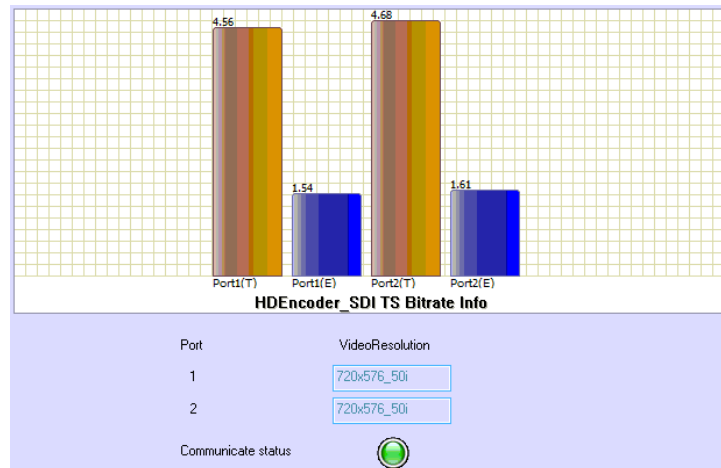 4.56
4.68
1.54
1.61
Port1(T) Port1(E) Port2(T) Port2(E)
HDEncoder_SDI TS Bitrate Info
Port VideoResolution
1 720x576_50i
2 720x576_50i
Communicate status